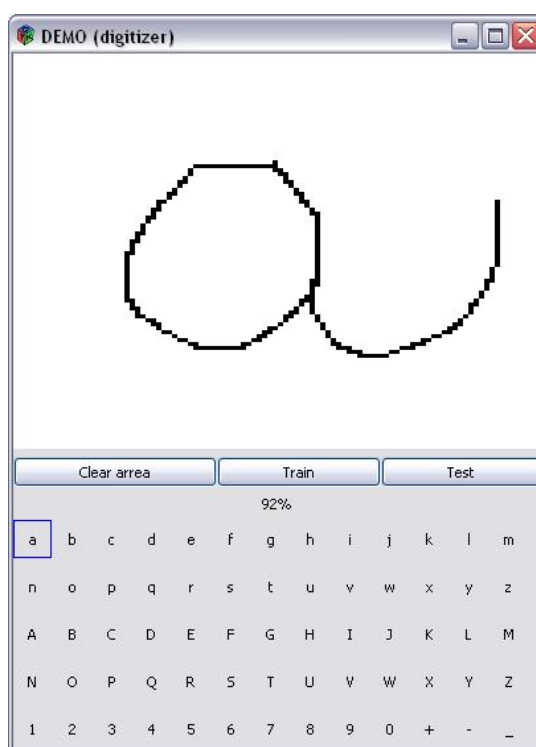 DEMO (digitizer)
a
Clear arrea Train Test
92%
a b c d e f g h i j k l m
n o p q r s t u v w x y z
A B C D E F G H I J K L M
N O P Q R S T U V W X Y Z
1 2 3 4 5 6 7 8 9 0 + - _